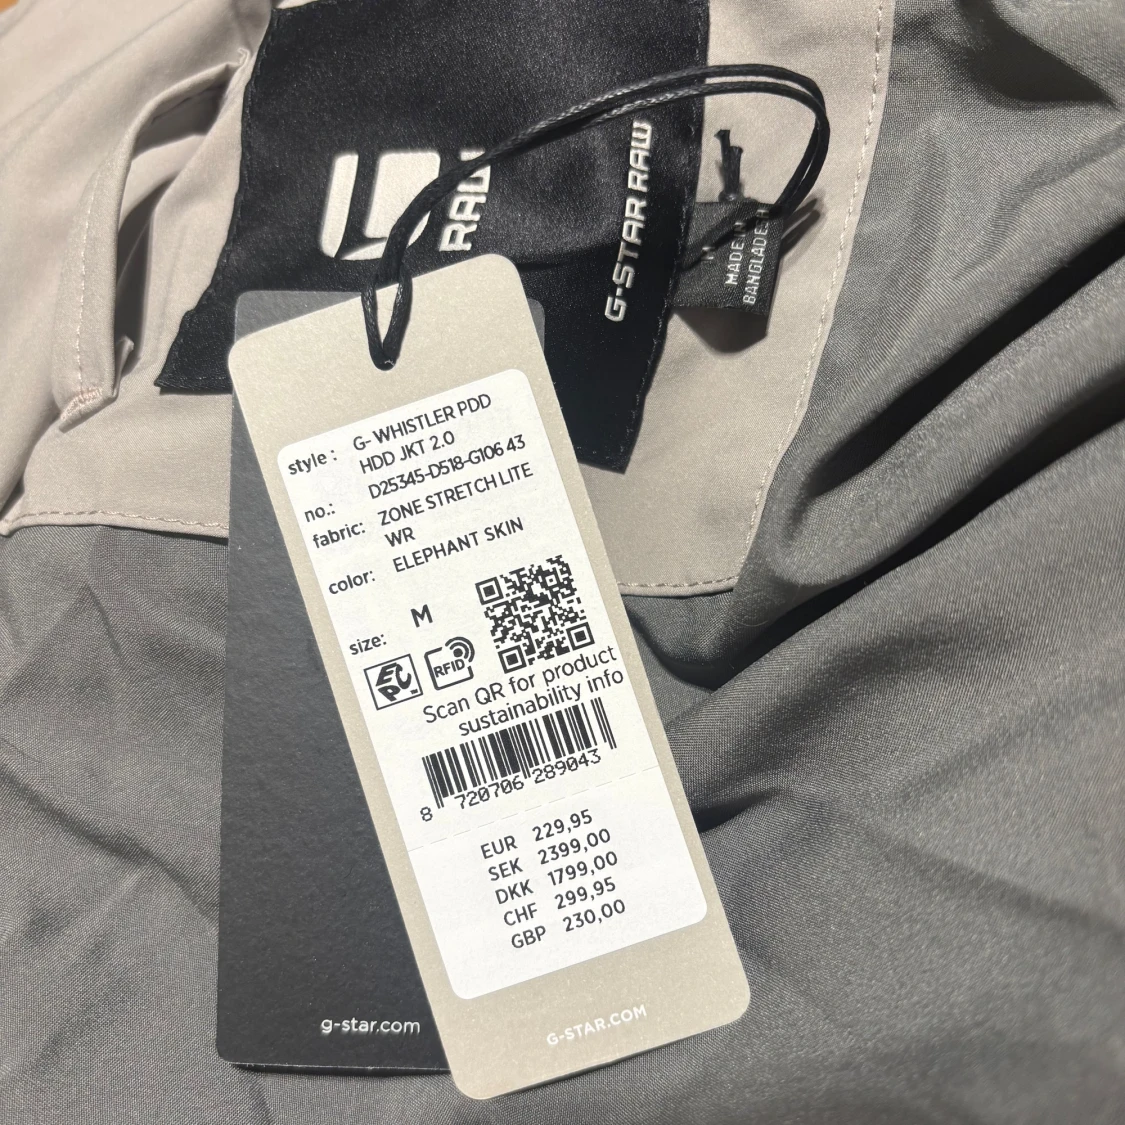 RAW
G-STAR RAW
M
MADE IN
BANGLADESH
style : G- WHISTLER PDD
HDD JKT 2.0
no.: D25345-D518-G106 43
fabric: ZONE STRETCH LITE
WR
color: ELEPHANT SKIN
size: M
EPC™
RFID
Scan QR for product
sustainability info
8 720706 289043
EUR 229,95
SEK 2399,00
DKK 1799,00
CHF 299,95
GBP 230,00
g-star.com
G-STAR.COM